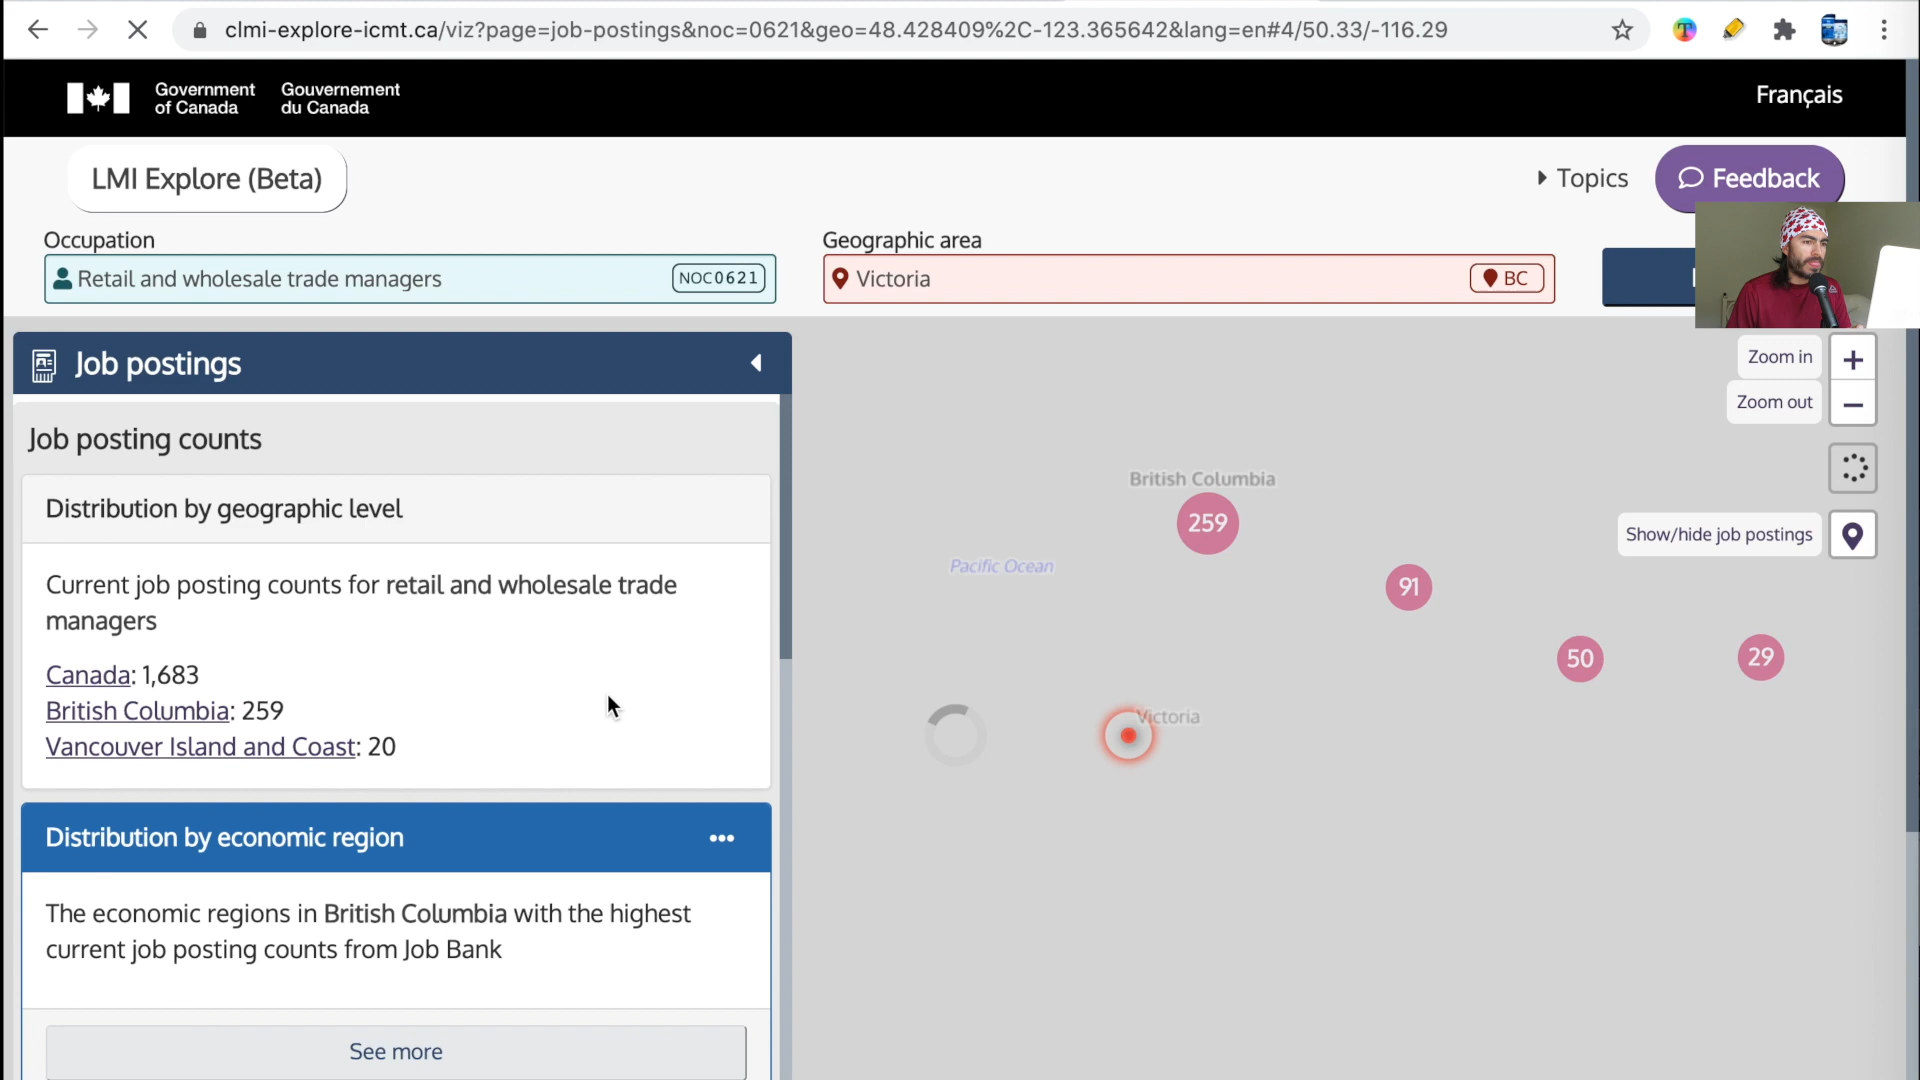 clmi-explore-icmt.ca/viz?page=job-postings&noc=0621&geo=48.428409%2C-123.365642&lang=en#4/50.33/-116.29
Government of Canada
Gouvernement du Canada
Français
LMI Explore (Beta)
Topics
Feedback
Occupation
Retail and wholesale trade managers
NOC 0621
Geographic area
Victoria
BC
Job postings
Job posting counts
Distribution by geographic level
Current job posting counts for retail and wholesale trade
managers
Canada: 1,683
British Columbia: 259
Vancouver Island and Coast: 20
Distribution by economic region
The economic regions in British Columbia with the highest
current job posting counts from Job Bank
See more
Zoom in
Zoom out
Show/hide job postings
British Columbia
259
Pacific Ocean
91
50
29
Victoria